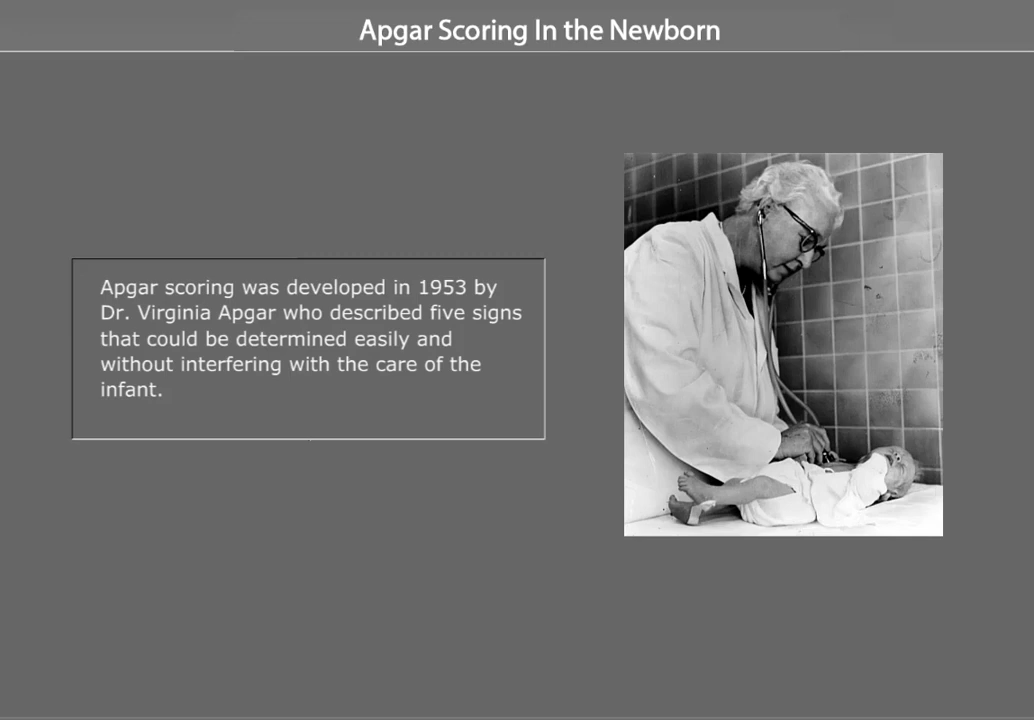 Apgar Scoring In the Newborn
Apgar scoring was developed in 1953 by
Dr. Virginia Apgar who described five signs
that could be determined easily and
without interfering with the care of the
infant.